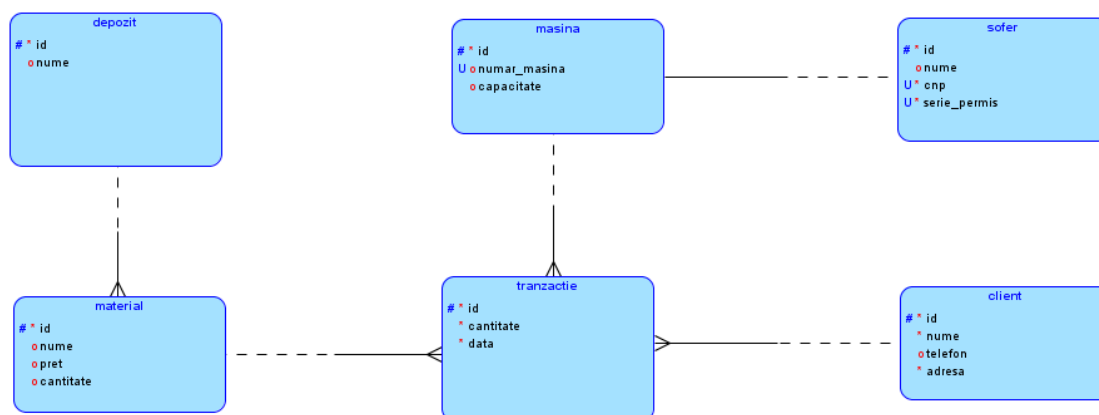 depozit
# * id
o nume
masina
# * id
U o numar_masina
o capacitate
sofer
# * id
o nume
U * cnp
U * serie_permis
material
# * id
o nume
o pret
o cantitate
tranzactie
# * id
* cantitate
* data
client
# * id
* nume
o telefon
* adresa